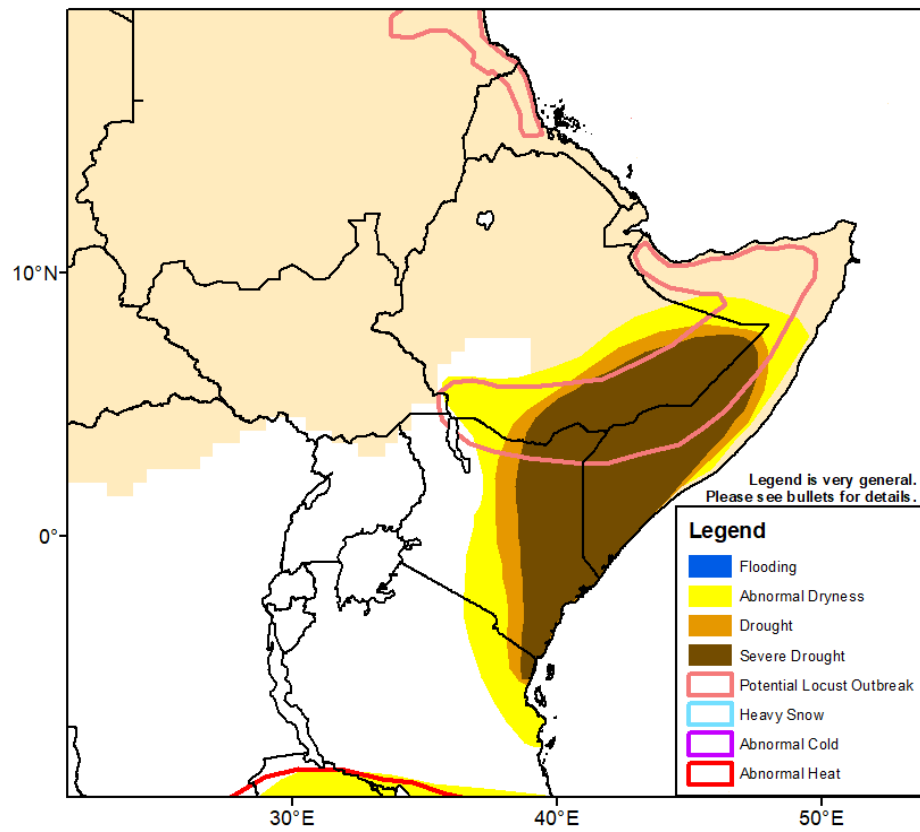 10°N
0°
30°E
40°E
50°E
Legend is very general.
Please see bullets for details.
Legend
Flooding
Abnormal Dryness
Drought
Severe Drought
Potential Locust Outbreak
Heavy Snow
Abnormal Cold
Abnormal Heat